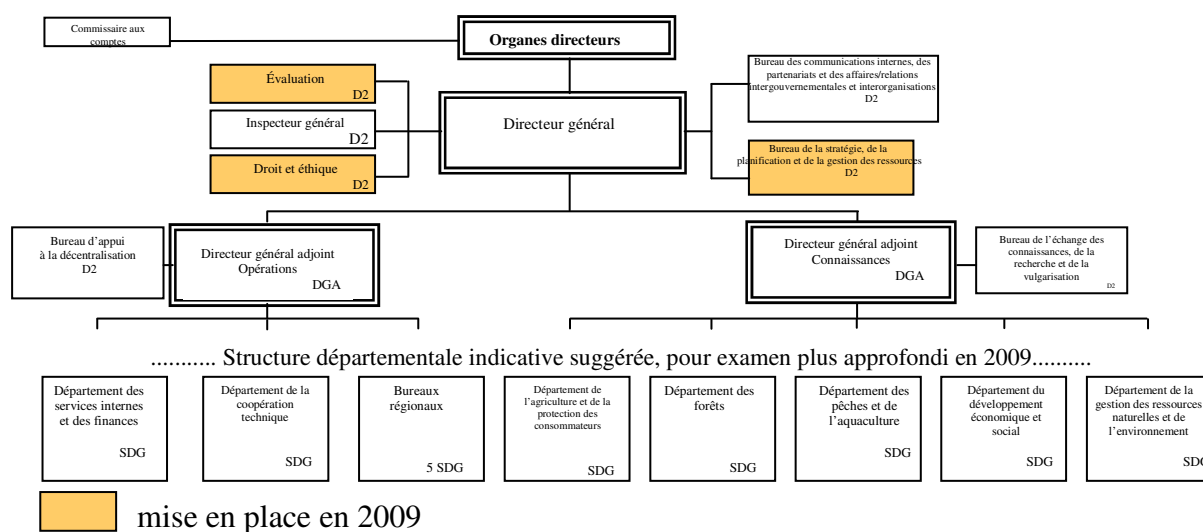 Commissaire aux
comptes
Organes directeurs
Évaluation
D2
Inspecteur général
D2
Droit et éthique
D2
Directeur général
Bureau des communications internes, des
partenariats et des affaires/relations
intergouvernementales et interorganisations
D2
Bureau de la stratégie, de la
planification et de la gestion des ressources
D2
Bureau d'appui
à la décentralisation
D2
Directeur général adjoint
Opérations
DGA
Directeur général adjoint
Connaissances
DGA
Bureau de l'échange des
connaissances, de la
recherche et de la
vulgarisation
D2
........... Structure départementale indicative suggérée, pour examen plus approfondi en 2009..........
Département des
services internes
et des finances
SDG
Département de la
coopération
technique
SDG
Bureaux
régionaux
5 SDG
Département de
l'agriculture et de la
protection des
consommateurs
SDG
Département des
forêts
SDG
Département des
pêches et de
l'aquaculture
SDG
Département du
développement
économique et
social
SDG
Département de la
gestion des ressources
naturelles et de
l'environnement
SDG
mise en place en 2009